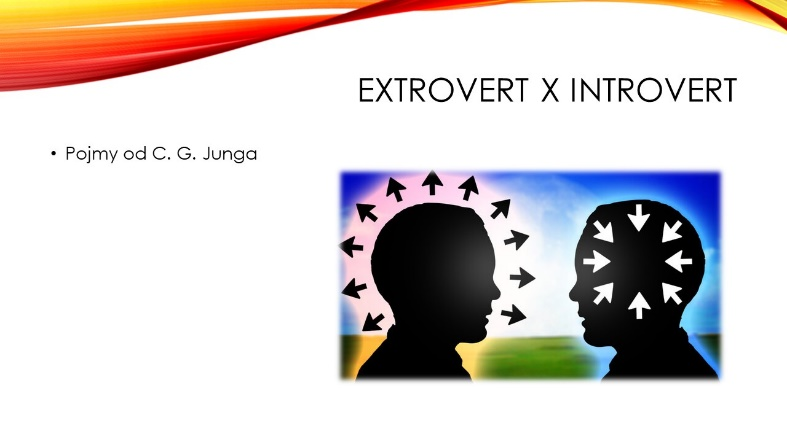 EXTROVERT X INTROVERT
• Pojmy od C. G. Junga